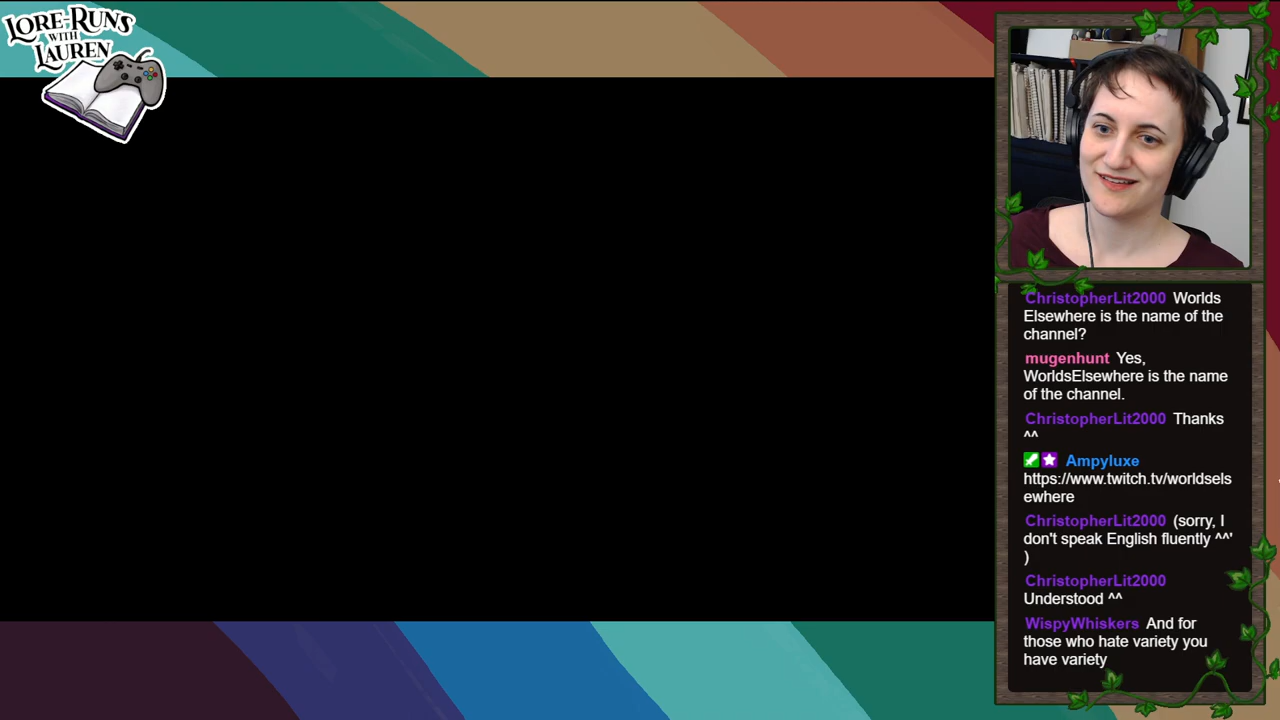 LORE-RUNS
WITH
LAUREN
ChristopherLit2000 Worlds
Elsewhere is the name of the
channel?
mugenhunt Yes,
WorldsElsewhere is the name
of the channel.
ChristopherLit2000 Thanks
^^
Ampyluxe
https://www.twitch.tv/worldsels
ewhere
ChristopherLit2000 (sorry, I
don't speak English fluently ^^'
)
ChristopherLit2000
Understood ^^
WispyWhiskers And for
those who hate variety you
have variety